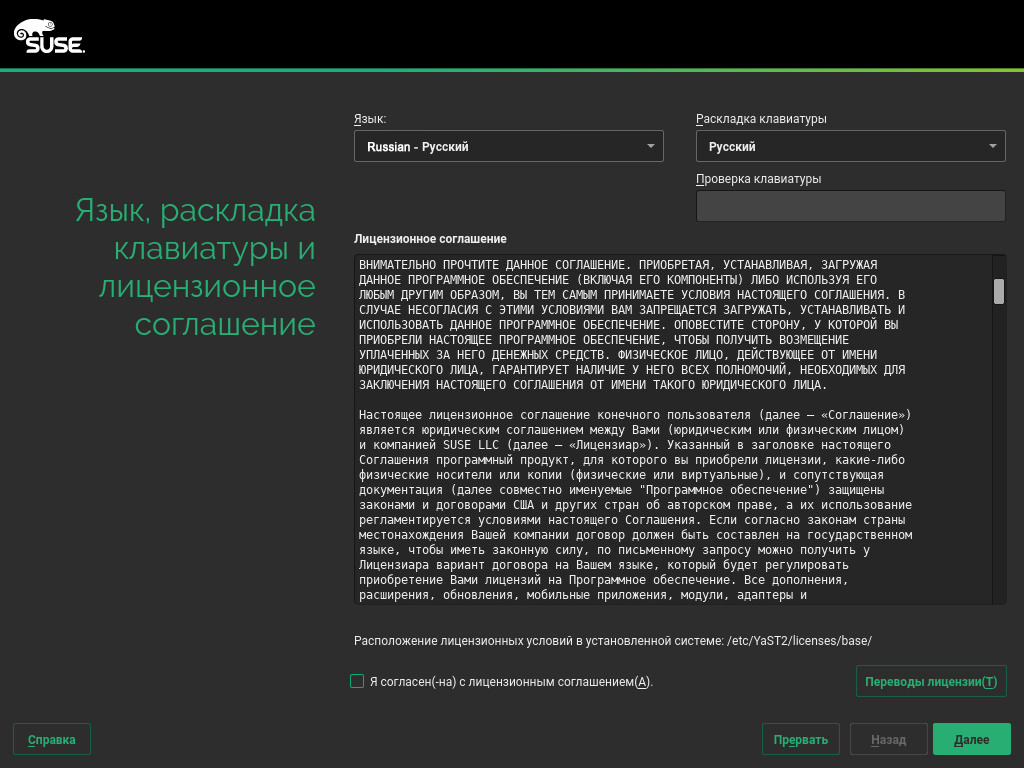 SUSE
Язык:
Раскладка клавиатуры
Russian - Русский
Русский
Проверка клавиатуры
Язык, раскладка
клавиатуры и
лицензионное
соглашение
Лицензионное соглашение
ВНИМАТЕЛЬНО ПРОЧТИТЕ ДАННОЕ СОГЛАШЕНИЕ. ПРИОБРЕТАЯ, УСТАНАВЛИВАЯ, ЗАГРУЖАЯ
ДАННОЕ ПРОГРАММНОЕ ОБЕСПЕЧЕНИЕ (ВКЛЮЧАЯ ЕГО КОМПОНЕНТЫ) ЛИБО ИСПОЛЬЗУЯ ЕГО
ЛЮБЫМ ДРУГИМ ОБРАЗОМ, ВЫ ТЕМ САМЫМ ПРИНИМАЕТЕ УСЛОВИЯ НАСТОЯЩЕГО СОГЛАШЕНИЯ. В
СЛУЧАЕ НЕСОГЛАСИЯ С ЭТИМИ УСЛОВИЯМИ ВАМ ЗАПРЕЩАЕТСЯ ЗАГРУЖАТЬ, УСТАНАВЛИВАТЬ И
ИСПОЛЬЗОВАТЬ ДАННОЕ ПРОГРАММНОЕ ОБЕСПЕЧЕНИЕ. ОПОВЕСТИТЕ СТОРОНУ, У КОТОРОЙ ВЫ
ПРИОБРЕЛИ НАСТОЯЩЕЕ ПРОГРАММНОЕ ОБЕСПЕЧЕНИЕ, ЧТОБЫ ПОЛУЧИТЬ ВОЗМЕЩЕНИЕ
УПЛАЧЕННЫХ ЗА НЕГО ДЕНЕЖНЫХ СРЕДСТВ. ФИЗИЧЕСКОЕ ЛИЦО, ДЕЙСТВУЮЩЕЕ ОТ ИМЕНИ
ЮРИДИЧЕСКОГО ЛИЦА, ГАРАНТИРУЕТ НАЛИЧИЕ У НЕГО ВСЕХ ПОЛНОМОЧИЙ, НЕОБХОДИМЫХ ДЛЯ
ЗАКЛЮЧЕНИЯ НАСТОЯЩЕГО СОГЛАШЕНИЯ ОТ ИМЕНИ ТАКОГО ЮРИДИЧЕСКОГО ЛИЦА.
Настоящее лицензионное соглашение конечного пользователя (далее — «Соглашение»)
является юридическим соглашением между Вами (юридическим или физическим лицом)
и компанией SUSE LLC (далее — «Лицензиар»). Указанный в заголовке настоящего
Соглашения программный продукт, для которого вы приобрели лицензии, какие-либо
физические носители или копии (физические или виртуальные), и сопутствующая
документация (далее совместно именуемые "Программное обеспечение") защищены
законами и договорами США и других стран об авторском праве, а их использование
регламентируется условиями настоящего Соглашения. Если согласно законам страны
местонахождения Вашей компании договор должен быть составлен на государственном
языке, чтобы иметь законную силу, по письменному запросу можно получить у
Лицензиара вариант договора на Вашем языке, который будет регулировать
приобретение Вами лицензий на Программное обеспечение. Все дополнения,
расширения, обновления, мобильные приложения, модули, адаптеры и
Расположение лицензионных условий в установленной системе: /etc/YaST2/licenses/base/
Я согласен(-на) с лицензионным соглашением(A).
Переводы лицензии(T)
Справка
Прервать
Назад
Далее